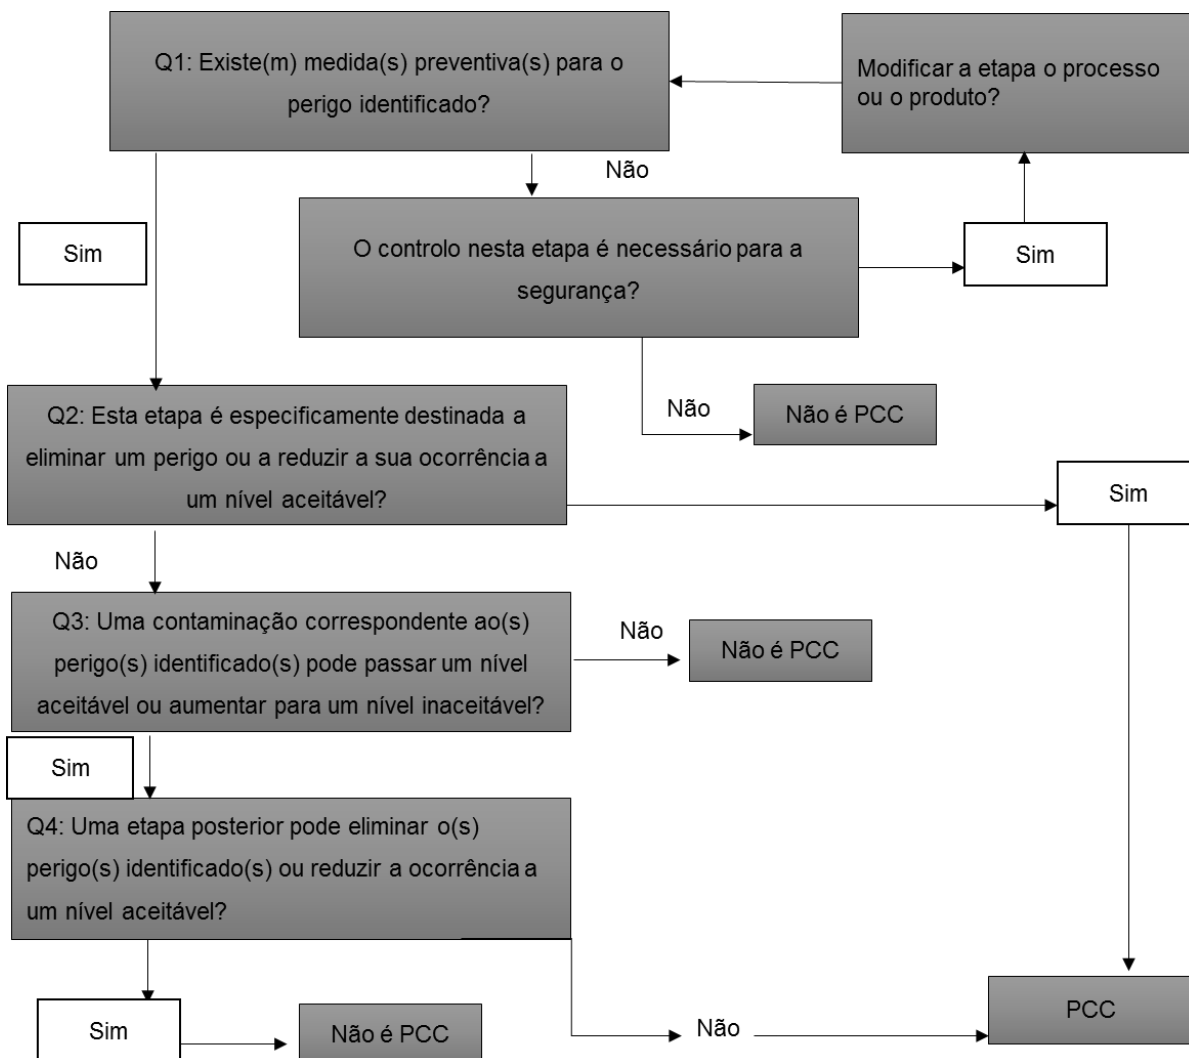 Q1: Existe(m) medida(s) preventiva(s) para o
perigo identificado?
Modificar a etapa o processo
ou o produto?
Não
Sim
O controlo nesta etapa é necessário para a
segurança?
Sim
Não
Não é PCC
Q2: Esta etapa é especificamente destinada a
eliminar um perigo ou a reduzir a sua ocorrência a
um nível aceitável?
Sim
Não
Q3: Uma contaminação correspondente ao(s)
perigo(s) identificado(s) pode passar um nível
aceitável ou aumentar para um nível inaceitável?
Não
Não é PCC
Sim
Q4: Uma etapa posterior pode eliminar o(s)
perigo(s) identificado(s) ou reduzir a ocorrência a
um nível aceitável?
Sim
Não é PCC
Não
PCC